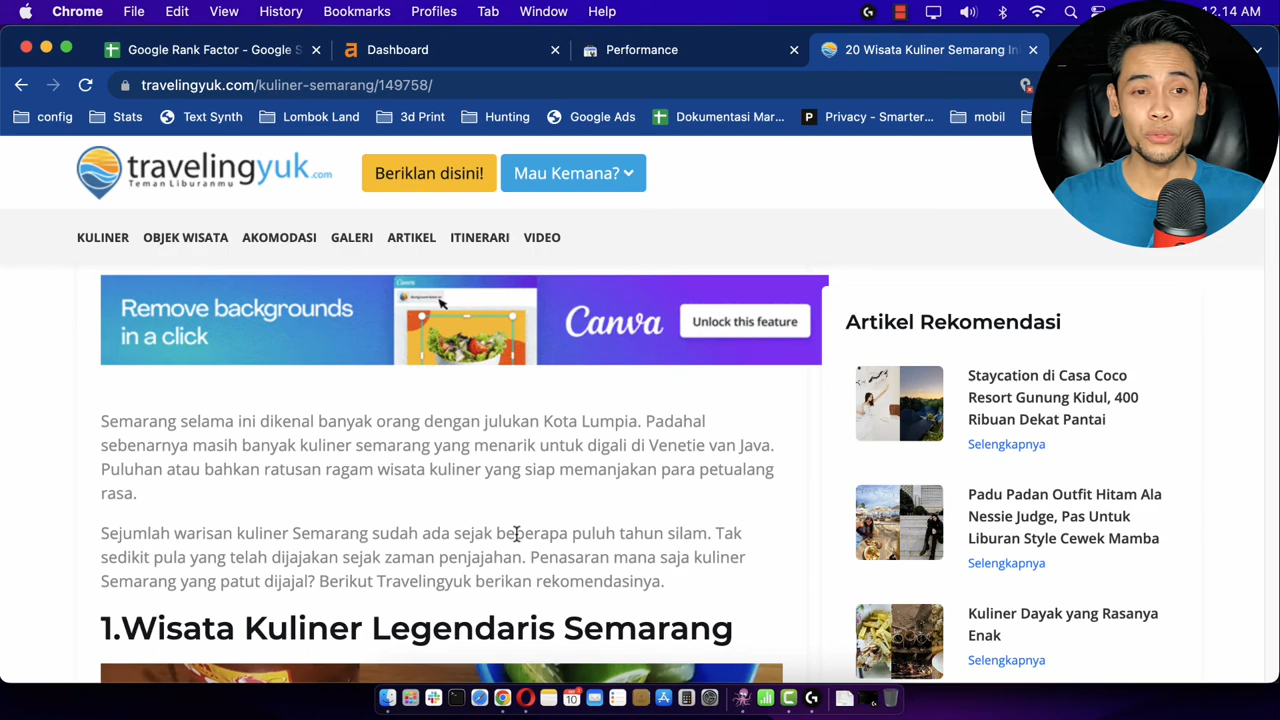 Chrome File Edit View History Bookmarks Profiles Tab Window Help
12.14 AM
Google Rank Factor - Google S
Dashboard
Performance
20 Wisata Kuliner Semarang In
travelingyuk.com/kuliner-semarang/149758/
config Stats Text Synth Lombok Land 3d Print Hunting Google Ads Dokumentasi Mar... Privacy - Smarter... mobil
travelingyuk.com
Teman Liburanmu
Berikan disini!
Mau Kemana?
KULINER OBJEK WISATA AKOMODASI GALERI ARTIKEL ITINERARI VIDEO
Canva
Remove backgrounds
in a click
Canva
Unlock this feature
Semarang selama ini dikenal banyak orang dengan julukan Kota Lumpia. Padahal
sebenarnya masih banyak kuliner semarang yang menarik untuk digali di Venetie van Java.
Puluhan atau bahkan ratusan ragam wisata kuliner yang siap memanjakan para petualang
rasa.
Sejumlah warisan kuliner Semarang sudah ada sejak beberapa puluh tahun silam. Tak
sedikit pula yang telah dijajakan sejak zaman penjajahan. Penasaran mana saja kuliner
Semarang yang patut dijajal? Berikut Travelingyuk berikan rekomendasinya.
1.Wisata Kuliner Legendaris Semarang
Artikel Rekomendasi
Staycation di Casa Coco
Resort Gunung Kidul, 400
Ribuan Dekat Pantai
Selengkapnya
Padu Padan Outfit Hitam Ala
Nessie Judge, Pas Untuk
Liburan Style Cewek Mamba
Selengkapnya
Kuliner Dayak yang Rasanya
Enak
Selengkapnya